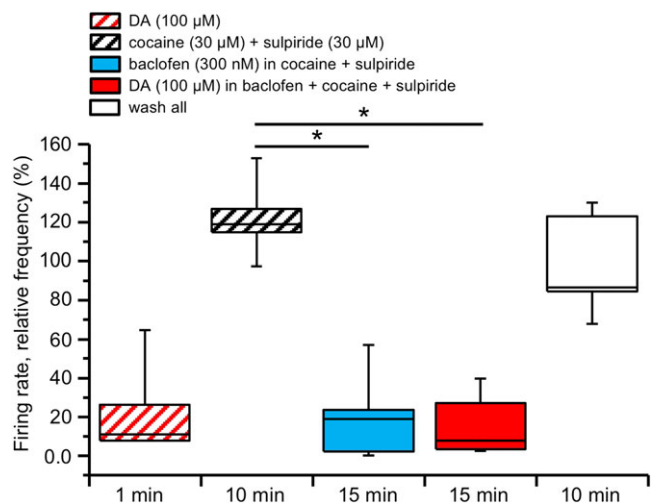 DA (100 µM)
cocaine (30 µM) + sulpiride (30 µM)
baclofen (300 nM) in cocaine + sulpiride
DA (100 µM) in baclofen + cocaine + sulpiride
wash all
Firing rate, relative frequency (%)
160
140
120
100
80
60
40
20
0.0
*
*
1 min
10 min
15 min
15 min
10 min